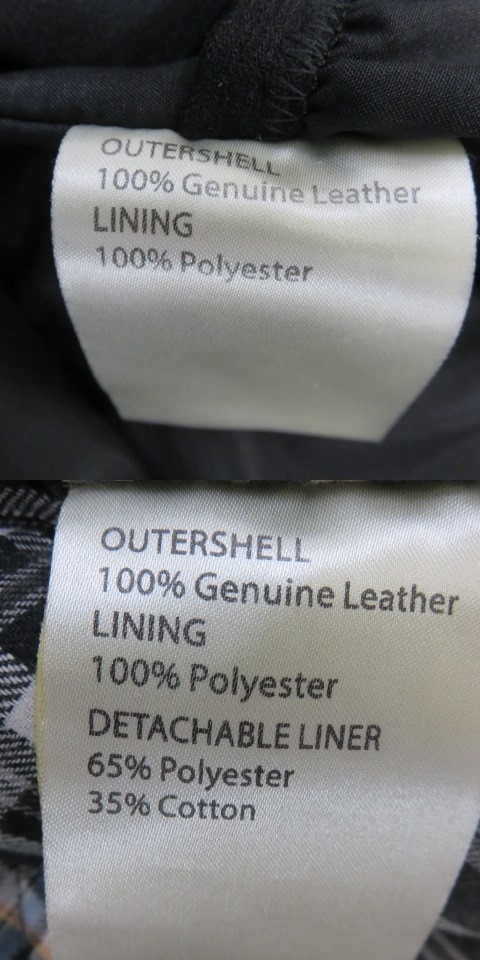 OUTERSHELL
100% Genuine Leather
LINING
100% Polyester
OUTERSHELL
100% Genuine Leather
LINING
100% Polyester
DETACHABLE LINER
65% Polyester
35% Cotton